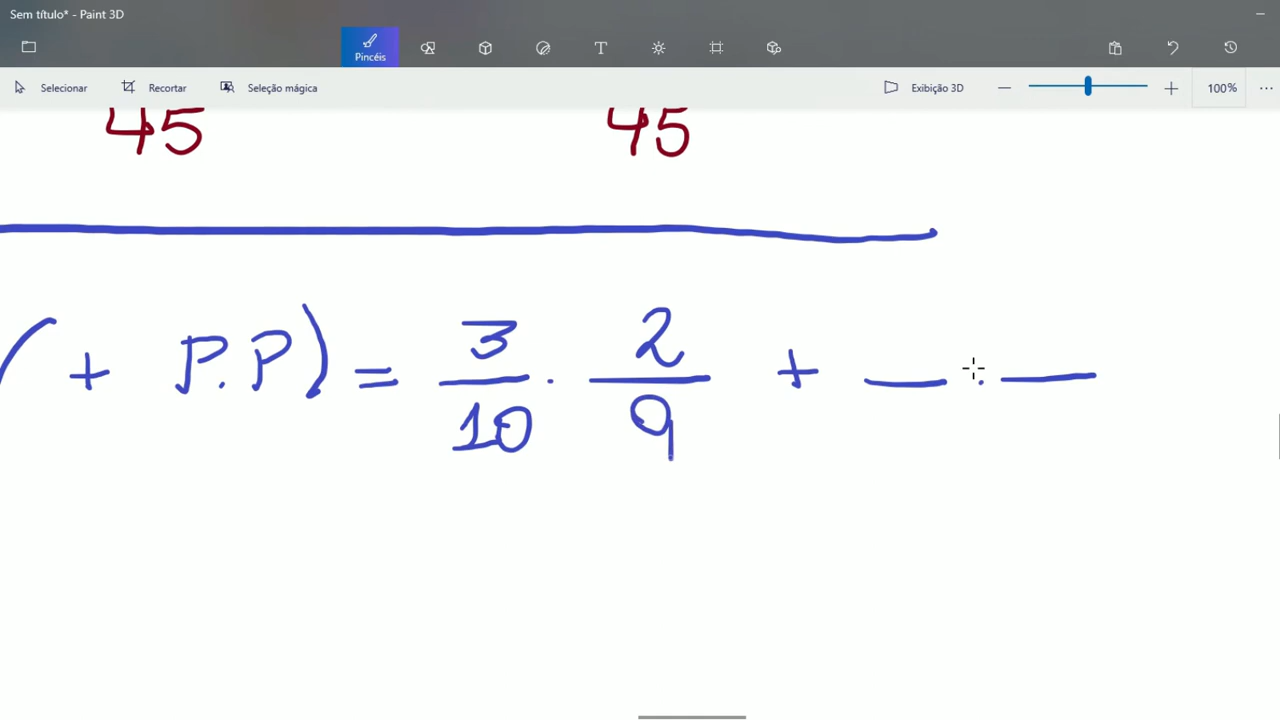 Sem título* - Paint 3D
Pincéis
Selecionar Recortar Seleção mágica Exibição 3D 100%
45 45
( + P.P) = 3/10 · 2/9 + __ · __